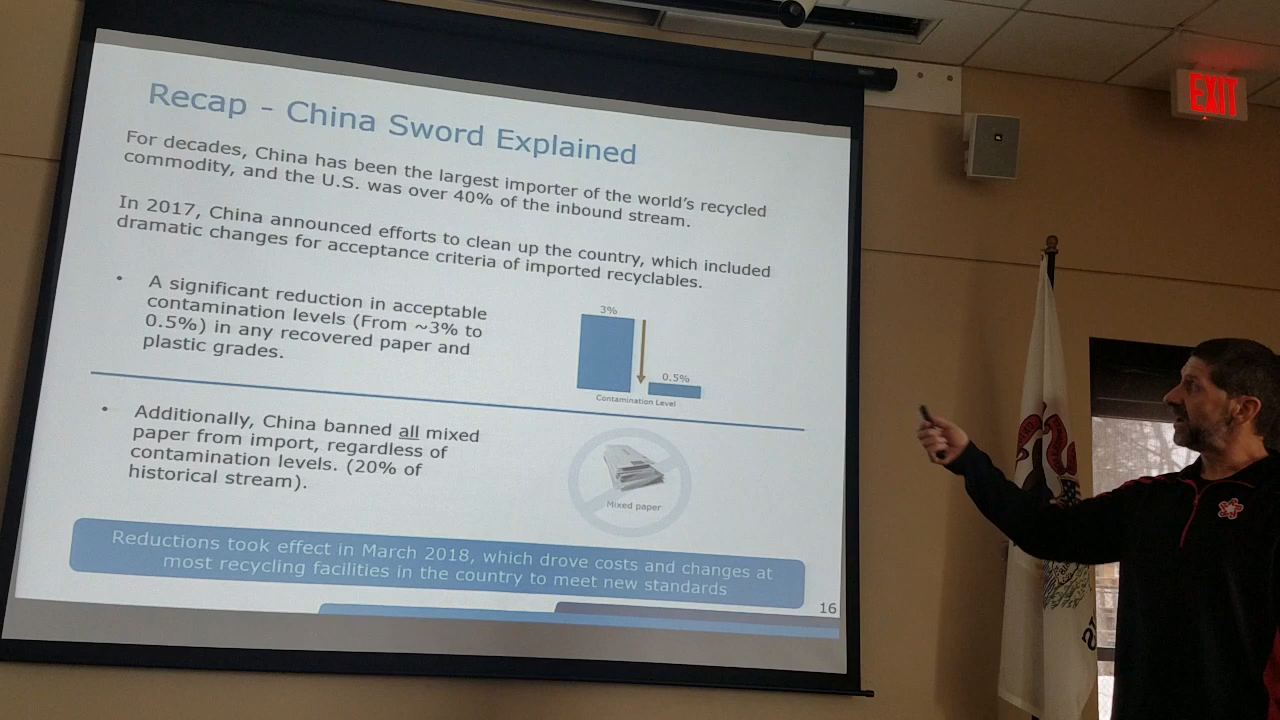 Recap - China Sword Explained
For decades, China has been the largest importer of the world's recycled
commodity, and the U.S. was over 40% of the inbound stream.
In 2017, China announced efforts to clean up the country, which included
dramatic changes for acceptance criteria of imported recyclables.
• A significant reduction in acceptable
contamination levels (From ~3% to
0.5%) in any recovered paper and
plastic grades.
3%
0.5%
Contamination Level
• Additionally, China banned all mixed
paper from import, regardless of
contamination levels. (20% of
historical stream).
Mixed paper
Reductions took effect in March 2018, which drove costs and changes at
most recycling facilities in the country to meet new standards
16
EXIT